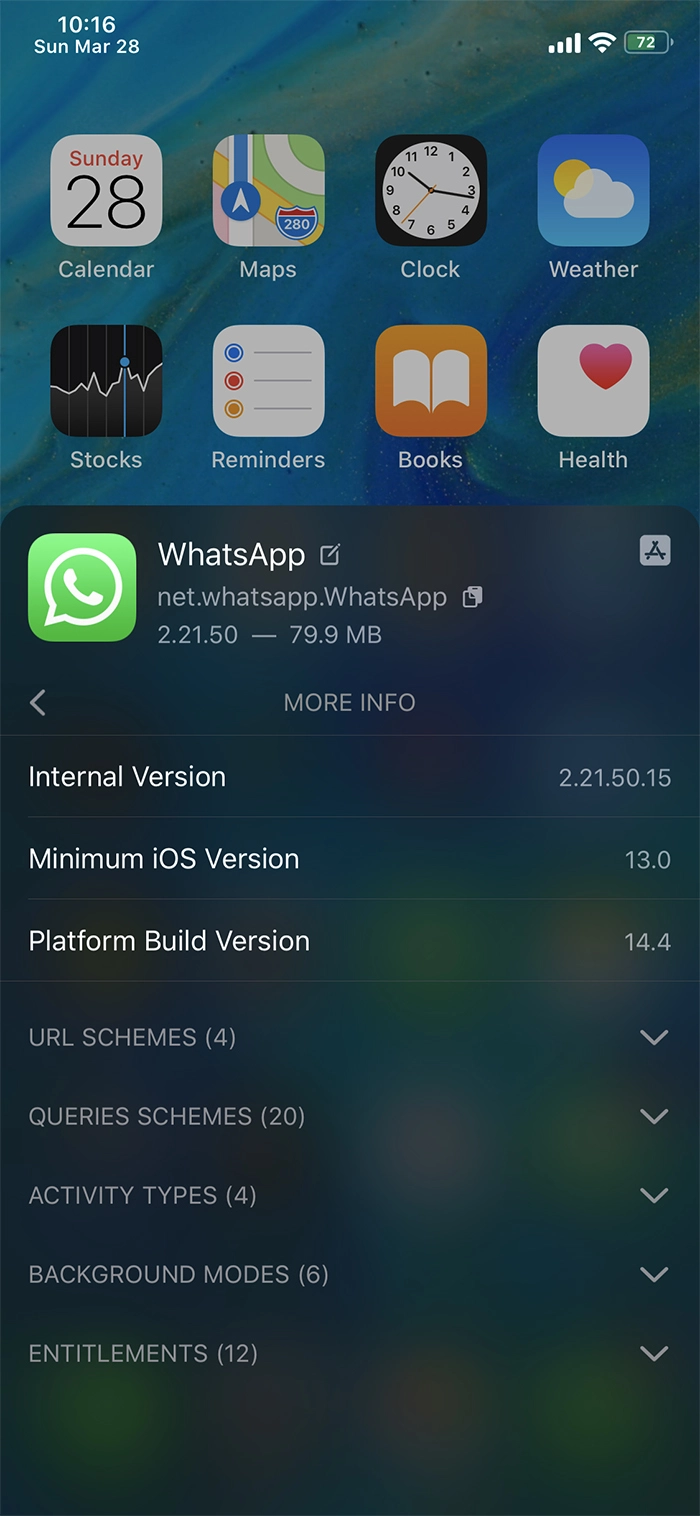 10:16
Sun Mar 28
72
Sunday
28
280
12
11 1
10 2
9 3
8 4
7 5
6
Calendar Maps Clock Weather
Stocks Reminders Books Health
WhatsApp
net.whatsapp.WhatsApp
2.21.50 — 79.9 MB
MORE INFO
Internal Version 2.21.50.15
Minimum iOS Version 13.0
Platform Build Version 14.4
URL SCHEMES (4)
QUERIES SCHEMES (20)
ACTIVITY TYPES (4)
BACKGROUND MODES (6)
ENTITLEMENTS (12)